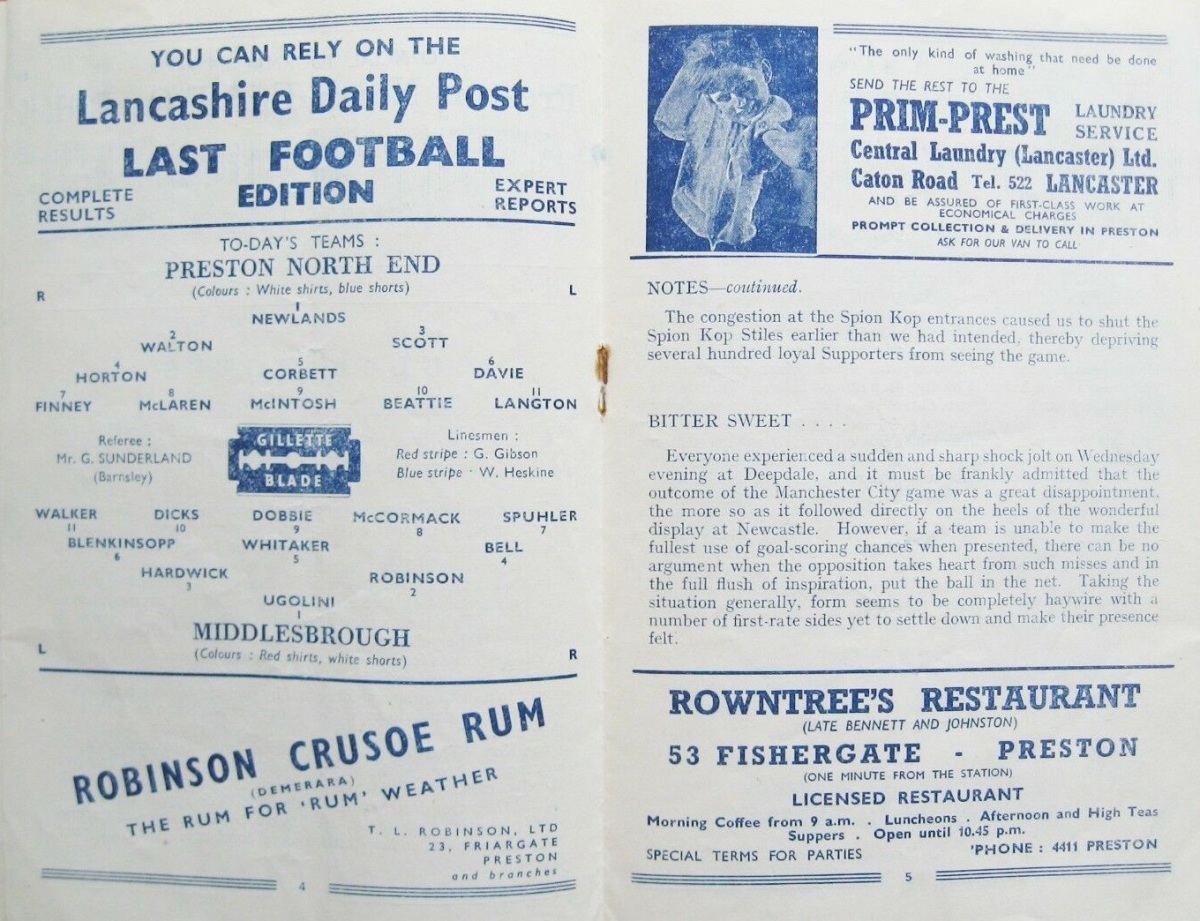 YOU CAN RELY ON THE
Lancashire Daily Post
LAST FOOTBALL
COMPLETE RESULTS EDITION EXPERT REPORTS
TO-DAY'S TEAMS :
PRESTON NORTH END
(Colours : White shirts, blue shorts)
R L
1
NEWLANDS
2 3
WALTON SCOTT
4 5 6
HORTON CORBETT DAVIE
7 8 9 10 11
FINNEY McLAREN McINTOSH BEATTIE LANGTON
Referee :
Mr. G. SUNDERLAND
(Barnsley)
GILLETTE
BLADE
Linesmen :
Red stripe : G. Gibson
Blue stripe · W. Heskine
WALKER DICKS DOBBIE McCORMACK SPUHLER
11 10 9 8 7
BLENKINSOPP WHITAKER BELL
6 5 4
HARDWICK ROBINSON
3 2
UGOLINI
1
MIDDLESBROUGH
(Colours : Red shirts, white shorts)
L R
ROBINSON CRUSOE RUM
(DEMERARA)
THE RUM FOR 'RUM' WEATHER
T. L. ROBINSON, LTD
23, FRIARGATE
PRESTON
and branches
4
"The only kind of washing that need be done
at home"
SEND THE REST TO THE
PRIM-PREST LAUNDRY SERVICE
Central Laundry (Lancaster) Ltd.
Caton Road Tel. 522 LANCASTER
AND BE ASSURED OF FIRST-CLASS WORK AT
ECONOMICAL CHARGES
PROMPT COLLECTION & DELIVERY IN PRESTON
ASK FOR OUR VAN TO CALL
NOTES—continued.
The congestion at the Spion Kop entrances caused us to shut the
Spion Kop Stiles earlier than we had intended, thereby depriving
several hundred loyal Supporters from seeing the game.
BITTER SWEET . . . .
Everyone experienced a sudden and sharp shock jolt on Wednesday
evening at Deepdale, and it must be frankly admitted that the
outcome of the Manchester City game was a great disappointment,
the more so as it followed directly on the heels of the wonderful
display at Newcastle. However, if a team is unable to make the
fullest use of goal-scoring chances when presented, there can be no
argument when the opposition takes heart from such misses and in
the full flush of inspiration, put the ball in the net. Taking the
situation generally, form seems to be completely haywire with a
number of first-rate sides yet to settle down and make their presence
felt.
ROWNTREE'S RESTAURANT
(LATE BENNETT AND JOHNSTON)
53 FISHERGATE - PRESTON
(ONE MINUTE FROM THE STATION)
LICENSED RESTAURANT
Morning Coffee from 9 a.m. . Luncheons . Afternoon and High Teas
Suppers . Open until 10.45 p.m.
SPECIAL TERMS FOR PARTIES 'PHONE : 4411 PRESTON
5